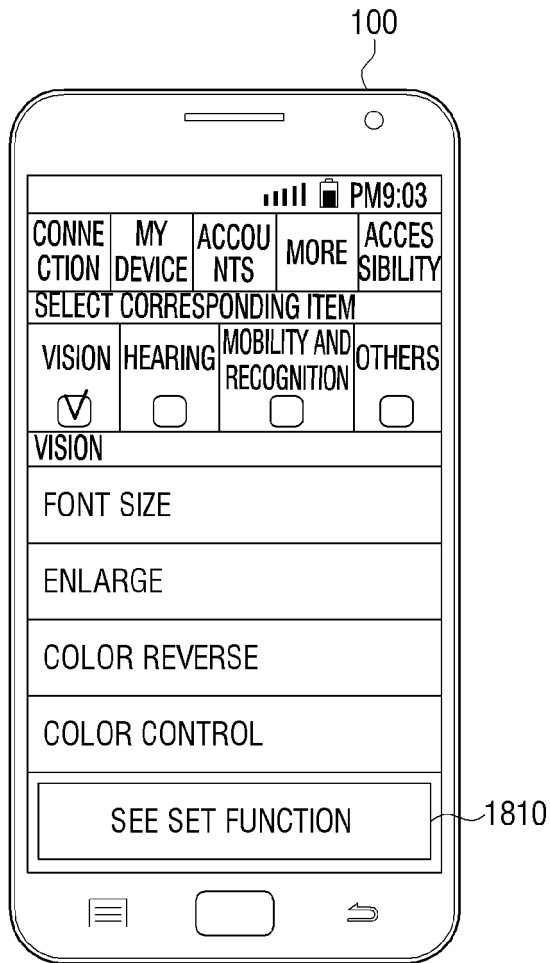 100
PM9:03
CONNE
CTION
MY
DEVICE
ACCOU
NTS
MORE
ACCES
SIBILITY
SELECT CORRESPONDING ITEM
VISION
HEARING
MOBILITY AND
RECOGNITION
OTHERS
VISION
FONT SIZE
ENLARGE
COLOR REVERSE
COLOR CONTROL
SEE SET FUNCTION
1810